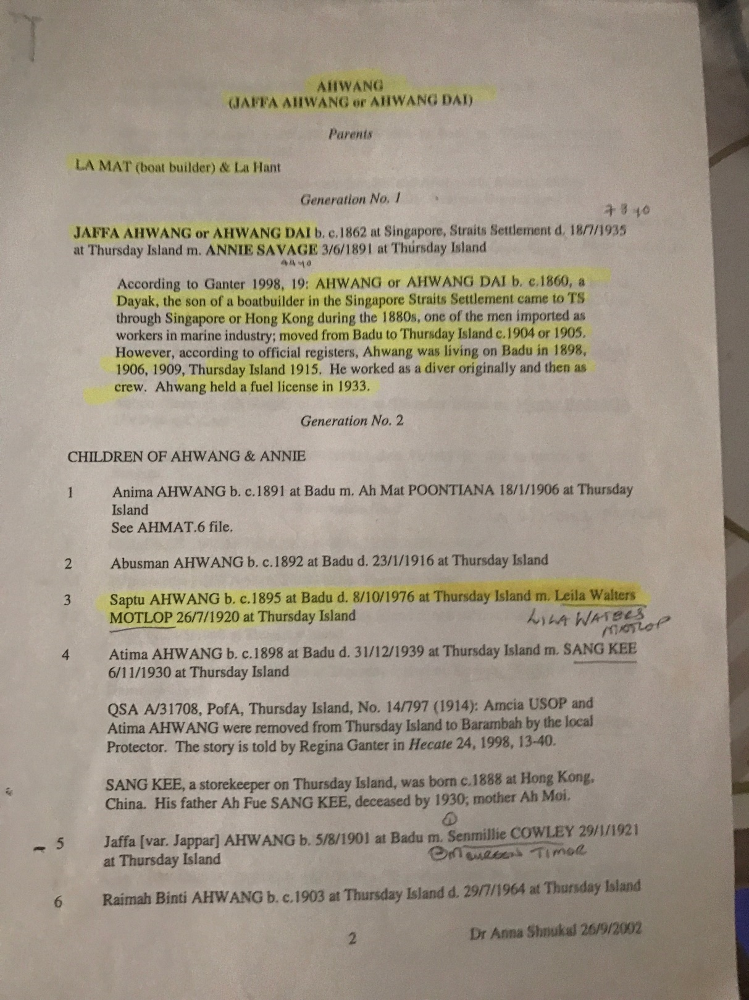 AHWANG
(JAFFA AHWANG or AHWANG DAI)
Parents
LA MAT (boat builder) & La Hant
Generation No. 1
73 yo
JAFFA AHWANG or AHWANG DAI b. c.1862 at Singapore, Straits Settlement d. 18/7/1935
at Thursday Island m. ANNIE SAVAGE 3/6/1891 at Thursday Island
According to Ganter 1998, 19: AHWANG or AHWANG DAI b. c.1860, a
Dayak, the son of a boatbuilder in the Singapore Straits Settlement came to TS
through Singapore or Hong Kong during the 1880s, one of the men imported as
workers in marine industry; moved from Badu to Thursday Island c.1904 or 1905.
However, according to official registers, Ahwang was living on Badu in 1898,
1906, 1909, Thursday Island 1915. He worked as a diver originally and then as
crew. Ahwang held a fuel license in 1933.
Generation No. 2
CHILDREN OF AHWANG & ANNIE
1 Anima AHWANG b. c.1891 at Badu m. Ah Mat POONTIANA 18/1/1906 at Thursday
Island
See AHMAT.6 file.
2 Abusman AHWANG b. c.1892 at Badu d. 23/1/1916 at Thursday Island
3 Saptu AHWANG b. c.1895 at Badu d. 8/10/1976 at Thursday Island m. Leila Walters
MOTLOP 26/7/1920 at Thursday Island
LILA WATERS
MOTLOP
4 Atima AHWANG b. c.1898 at Badu d. 31/12/1939 at Thursday Island m. SANG KEE
6/11/1930 at Thursday Island
QSA A/31708, PofA, Thursday Island, No. 14/797 (1914): Amcia USOP and
Atima AHWANG were removed from Thursday Island to Barambah by the local
Protector. The story is told by Regina Ganter in Hecate 24, 1998, 13-40.
SANG KEE, a storekeeper on Thursday Island, was born c.1888 at Hong Kong,
China. His father Ah Fue SANG KEE, deceased by 1930; mother Ah Moi.
①
– 5 Jaffa [var. Jappar] AHWANG b. 5/8/1901 at Badu m. Senmillie COWLEY 29/1/1921
at Thursday Island
TIMOR
6 Raimah Binti AHWANG b. c.1903 at Thursday Island d. 29/7/1964 at Thursday Island
2
Dr Anna Shnukal 26/9/2002